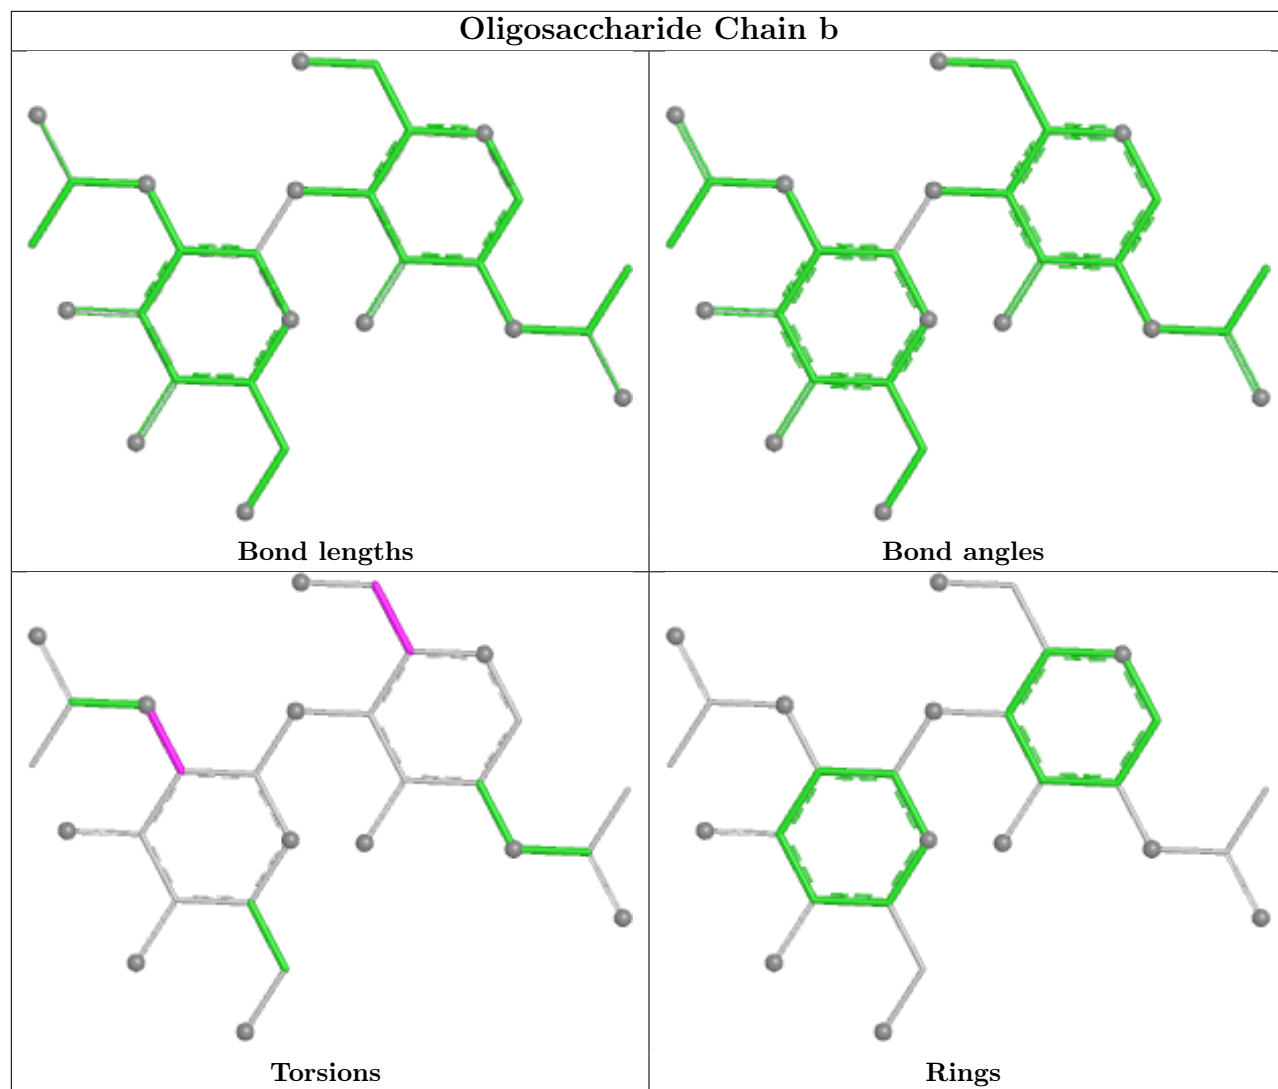 Oligosaccharide Chain b
Bond lengths
Bond angles
Torsions
Rings